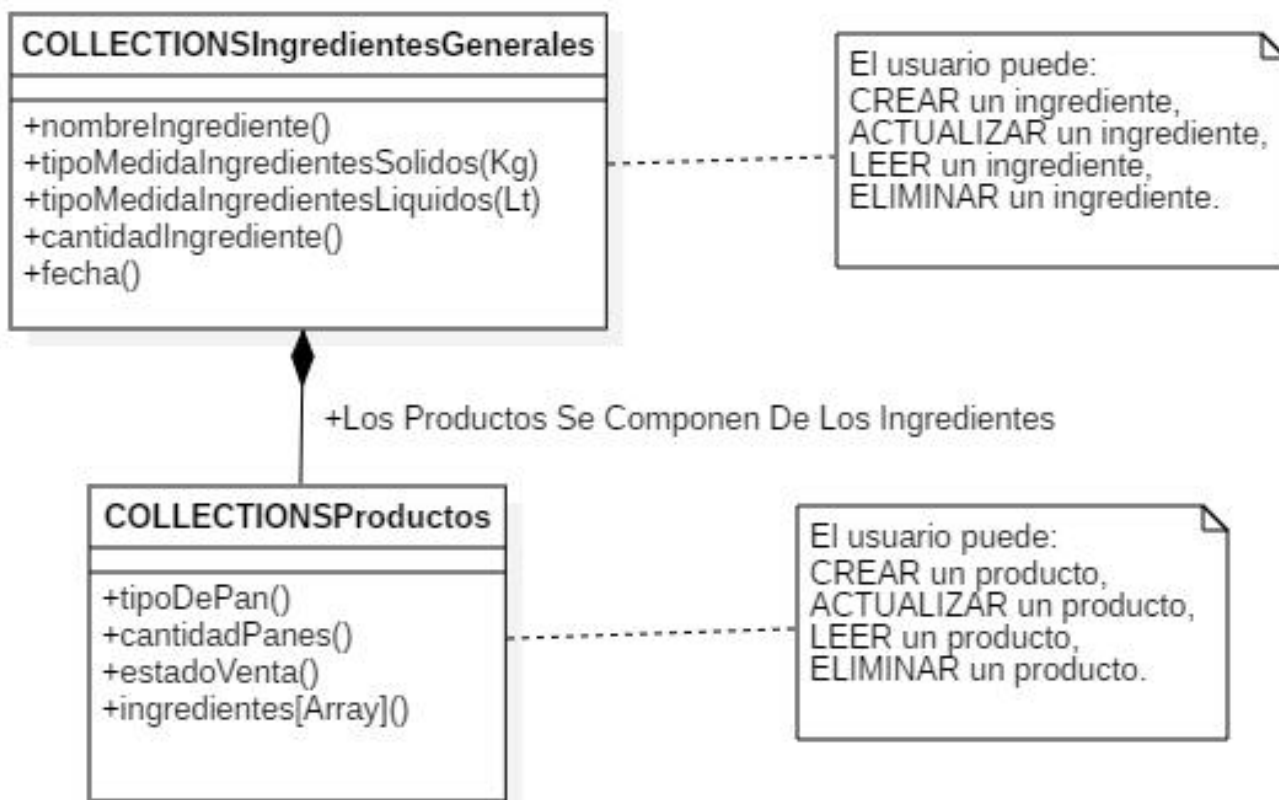 COLLECTIONSIngredientesGenerales
+nombreIngrediente()
+tipoMedidaIngredientesSolidos(Kg)
+tipoMedidaIngredientesLiquidos(Lt)
+cantidadIngrediente()
+fecha()
El usuario puede:
CREAR un ingrediente,
ACTUALIZAR un ingrediente,
LEER un ingrediente,
ELIMINAR un ingrediente.
+Los Productos Se Componen De Los Ingredientes
COLLECTIONSProductos
+tipoDePan()
+cantidadPanes()
+estadoVenta()
+ingredientes[Array]()
El usuario puede:
CREAR un producto,
ACTUALIZAR un producto,
LEER un producto,
ELIMINAR un producto.